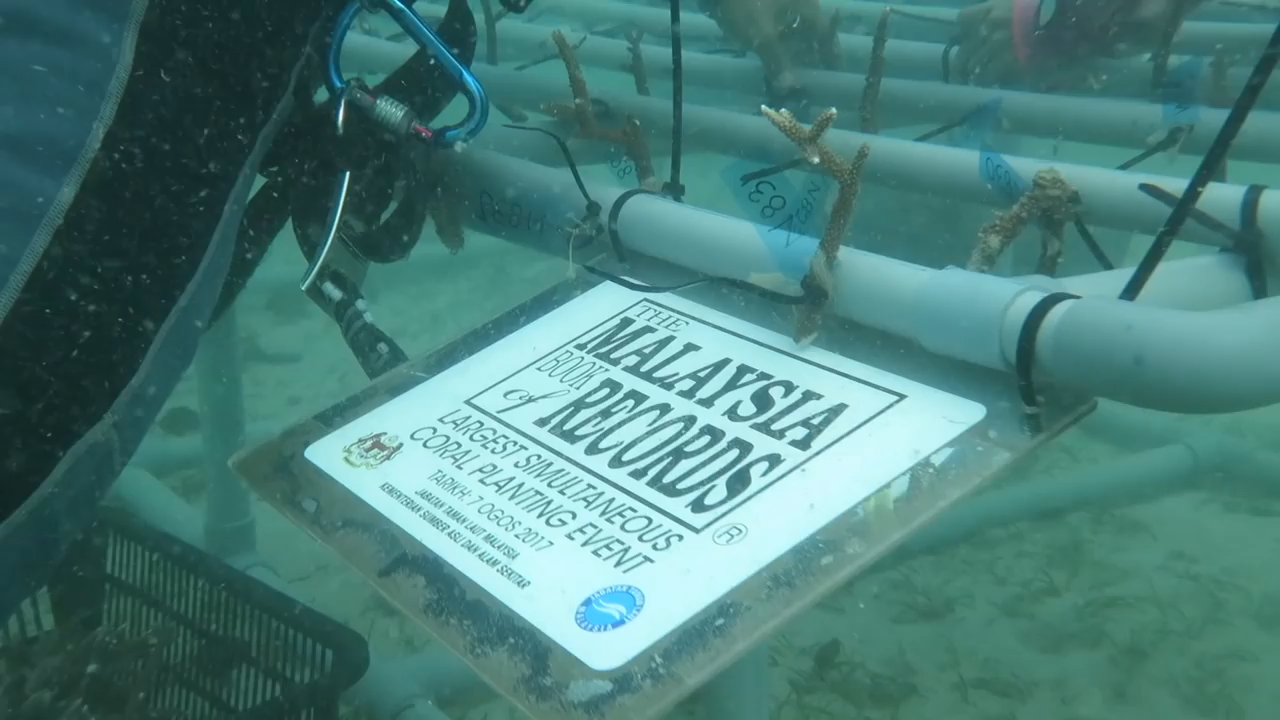 THE
MALAYSIA
BOOK
of RECORDS
®
LARGEST SIMULTANEOUS
CORAL PLANTING EVENT
TARIKH: 7 OGOS 2017
JABATAN TAMAN LAUT MALAYSIA
KEMENTERIAN SUMBER ASLI DAN ALAM SEKITAR